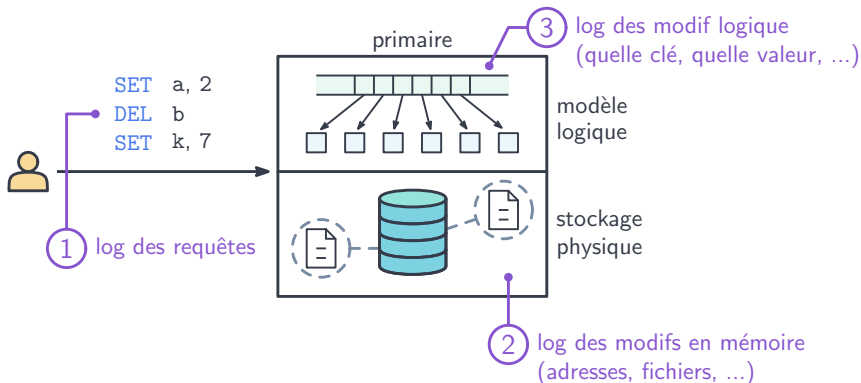 3 log des modif logique
(quelle clé, quelle valeur, ...)
primaire
SET a, 2
DEL b
SET k, 7
modèle
logique
1 log des requêtes
stockage
physique
2 log des modifs en mémoire
(adresses, fichiers, ...)